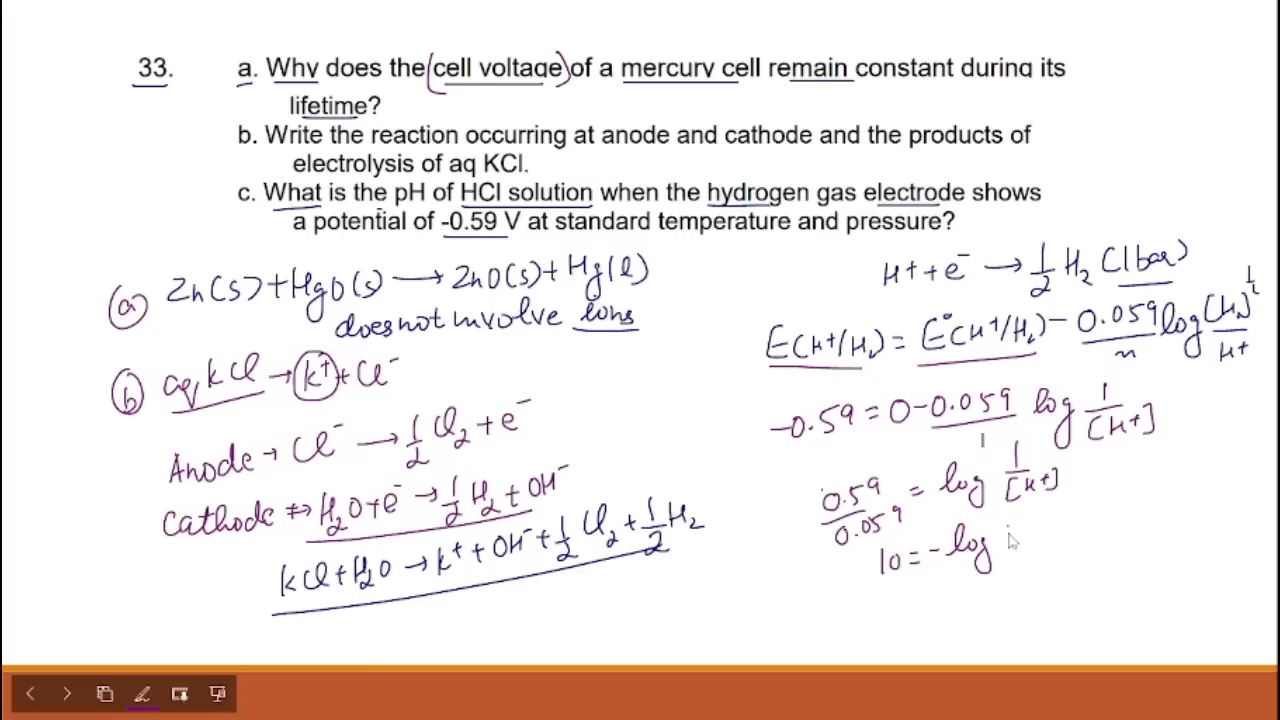 33. a. Why does the (cell voltage) of a mercury cell remain constant during its
lifetime?
b. Write the reaction occurring at anode and cathode and the products of
electrolysis of aq KCl.
c. What is the pH of HCl solution when the hydrogen gas electrode shows
a potential of -0.59 V at standard temperature and pressure?
(a) Zn(s)+HgO(s) → ZnO(s)+Hg(l)
does not involve ions
(b) aq, KCl → K⁺ + Cl⁻
Anode → Cl⁻ → 1/2 Cl₂ + e⁻
Cathode → H₂O+e⁻ → 1/2 H₂ + OH⁻
KCl+H₂O → K⁺ + OH⁻ + 1/2 Cl₂ + 1/2 H₂
H⁺ + e⁻ → 1/2 H₂ (1bar)
E(H⁺/H₂) = E°(H⁺/H₂) - 0.059/n log [H₂]^1/2/H⁺
-0.59 = 0 - 0.059/1 log 1/[H⁺]
0.59/0.059 = log 1/[H⁺]
10 = - log